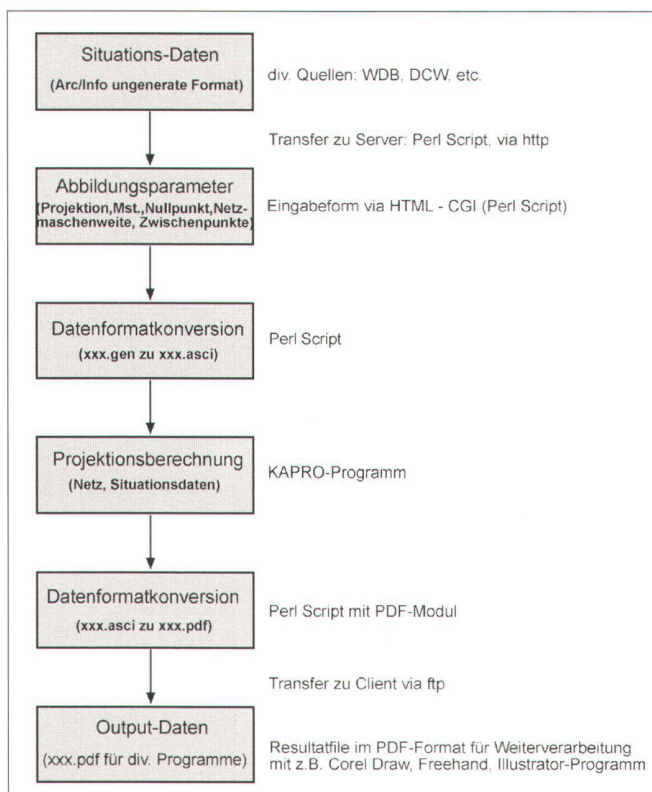 Situations-Daten
(Arc/Info ungenerate Format)
div. Quellen: WDB, DCW, etc.
Transfer zu Server: Perl Script, via http
Abbildungsparameter
(Projektion,Mst.,Nullpunkt,Netz-
maschenweite, Zwischenpunkte)
Eingabeform via HTML - CGI (Perl Script)
Datenformatkonversion
(xxx.gen zu xxx.asci)
Perl Script
Projektionsberechnung
(Netz, Situationsdaten)
KAPRO-Programm
Datenformatkonversion
(xxx.asci zu xxx.pdf)
Perl Script mit PDF-Modul
Transfer zu Client via ftp
Output-Daten
(xxx.pdf für div. Programme)
Resultatfile im PDF-Format für Weiterverarbeitung
mit z.B. Corel Draw, Freehand, Illustrator-Programm